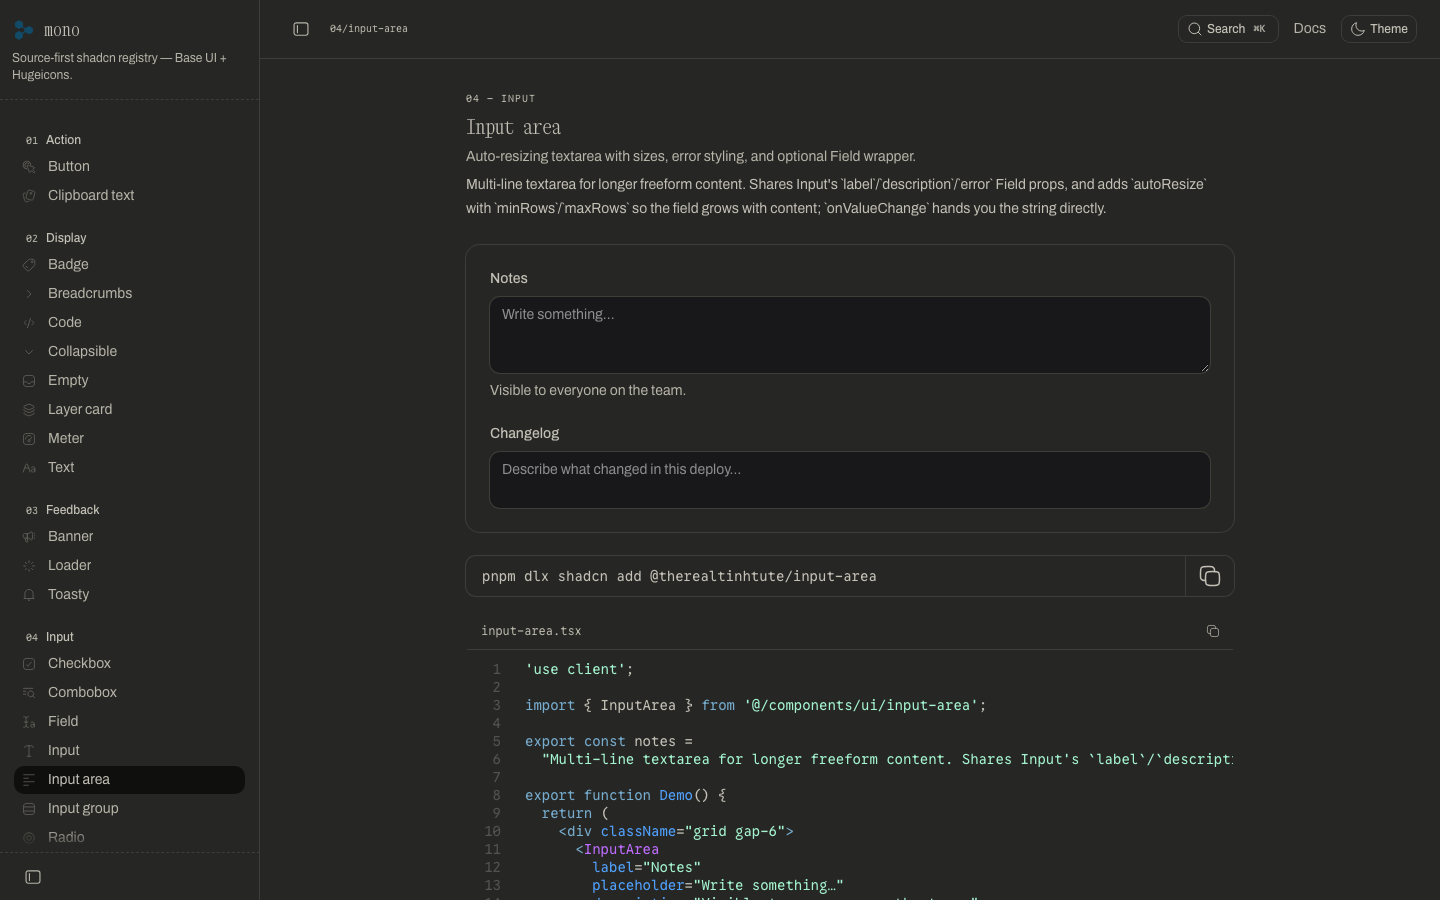 mono
Source-first shadcn registry — Base UI +
Hugeicons.
01 Action
Button
Clipboard text
02 Display
Badge
Breadcrumbs
Code
Collapsible
Empty
Layer card
Meter
Aa Text
03 Feedback
Banner
Loader
Toasty
04 Input
Checkbox
Combobox
Field
Input
Input area
Input group
Radio
04/input-area
Search ⌘K
Docs
Theme
04 — INPUT
Input area
Auto-resizing textarea with sizes, error styling, and optional Field wrapper.
Multi-line textarea for longer freeform content. Shares Input's `label`/`description`/`error` Field props, and adds `autoResize`
with `minRows`/`maxRows` so the field grows with content; `onValueChange` hands you the string directly.
Notes
Write something…
Visible to everyone on the team.
Changelog
Describe what changed in this deploy…
pnpm dlx shadcn add @therealtinhtute/input-area
input-area.tsx
1 'use client';
2
3 import { InputArea } from '@/components/ui/input-area';
4
5 export const notes =
6 "Multi-line textarea for longer freeform content. Shares Input's `label`/`descripti
7
8 export function Demo() {
9 return (
10 <div className="grid gap-6">
11 <InputArea
12 label="Notes"
13 placeholder="Write something…"